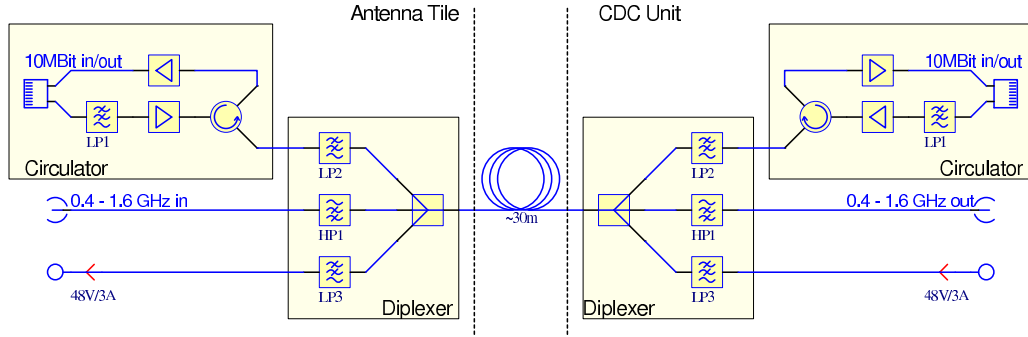 Antenna Tile
CDC Unit
10MBit in/out
LP1
Circulator
10MBit in/out
LP1
Circulator
LP2
LP2
0.4 - 1.6 GHz in
HP1
~30m
HP1
0.4 - 1.6 GHz out
48V/3A
LP3
Diplexer
Diplexer
LP3
48V/3A